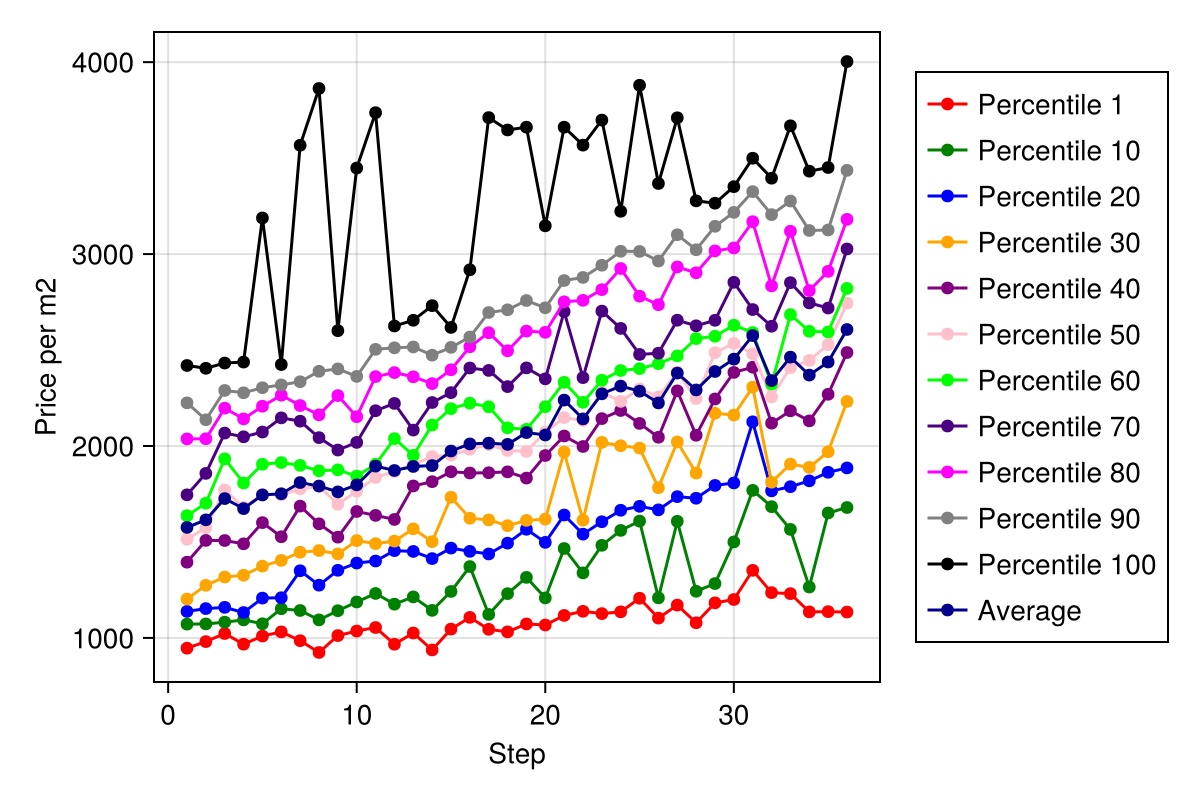 4000
3000
2000
1000
Price per m2
0 10 20 30
Step
Percentile 1
Percentile 10
Percentile 20
Percentile 30
Percentile 40
Percentile 50
Percentile 60
Percentile 70
Percentile 80
Percentile 90
Percentile 100
Average